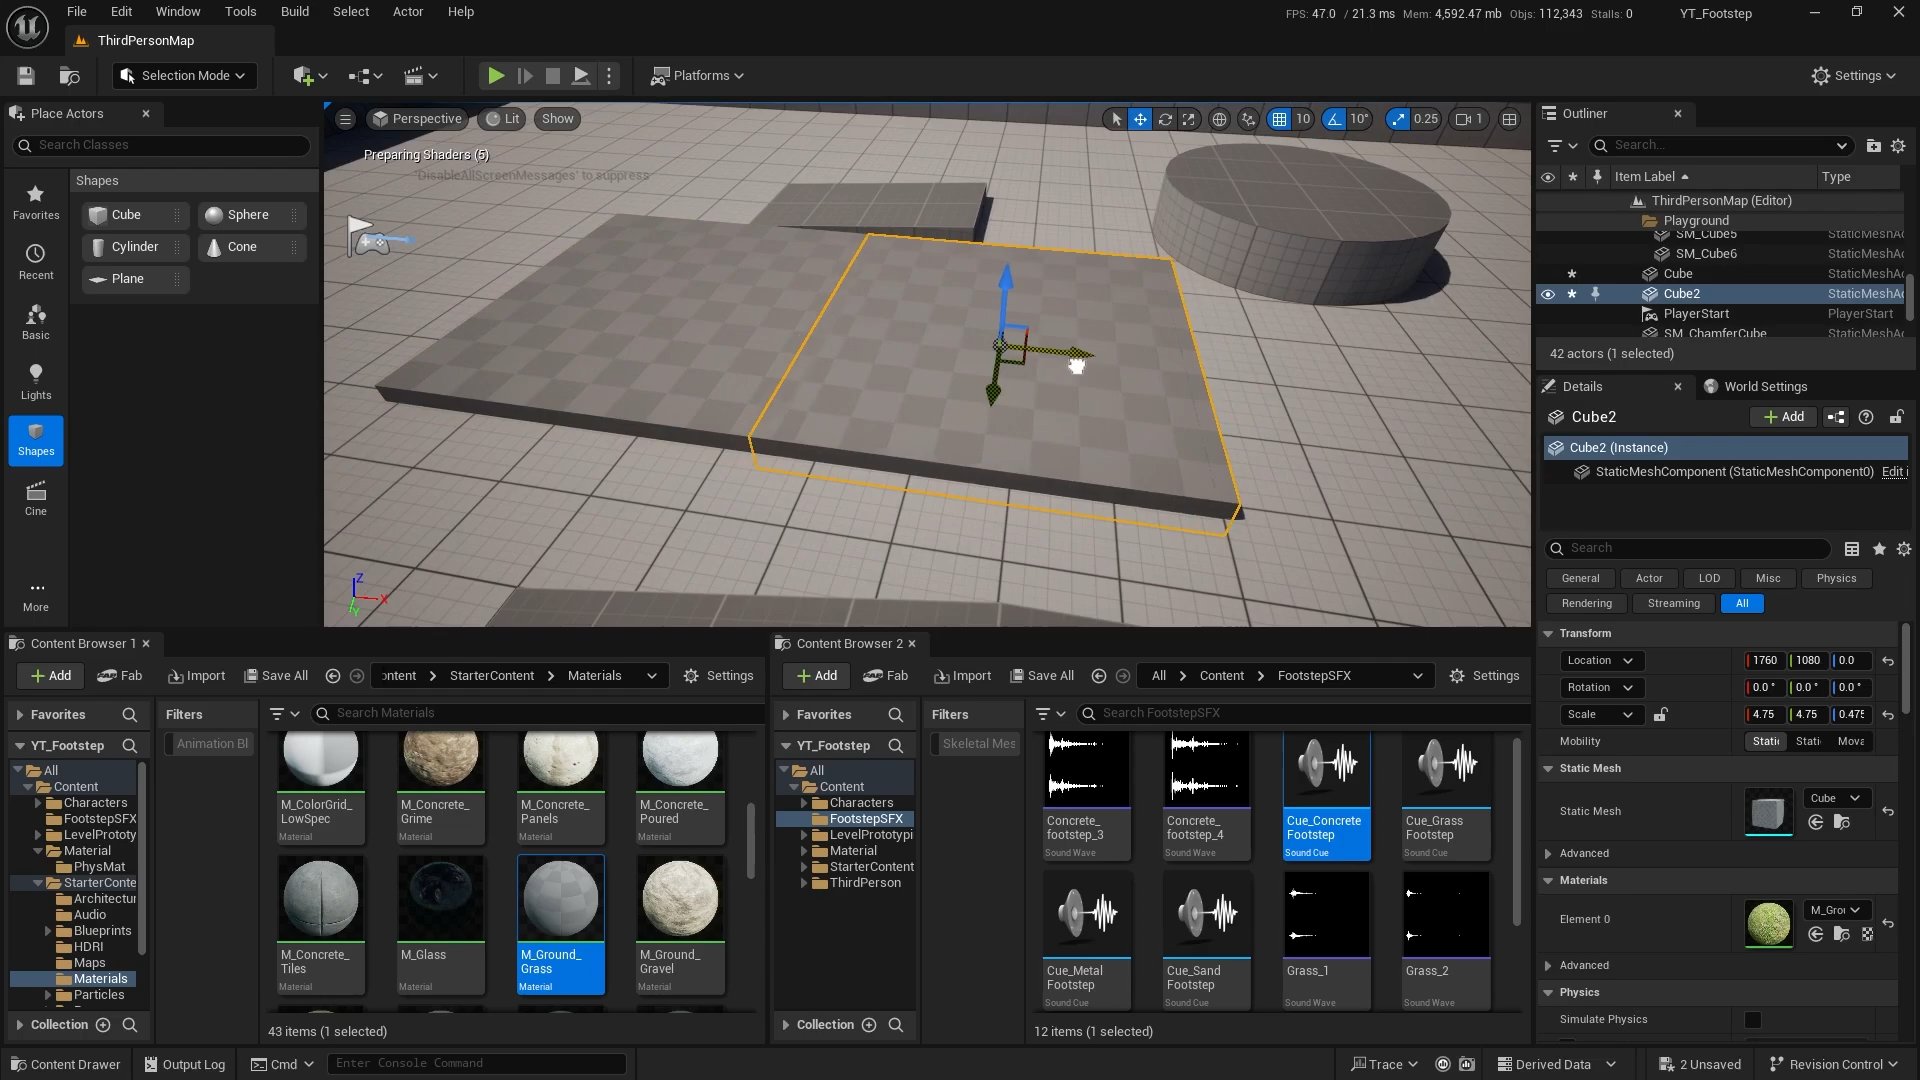 File Edit Window Tools Build Select Actor Help
FPS: 47.0 / 21.3 ms Mem: 4,592.47 mb Objs: 112,343 Stalls: 0 YT_Footstep
ThirdPersonMap
Selection Mode
Platforms
Settings
Place Actors
Search Classes
Shapes
Cube
Sphere
Cylinder
Cone
Plane
Favorites
Recent
Basic
Lights
Shapes
Cine
More
Perspective Lit Show
10 10° 0.25 1
Preparing Shaders (5)
'DisableAllScreenMessages' to suppress
Z
X
Y
Outliner
Search...
Item Label Type
ThirdPersonMap (Editor)
Playground
SM_Cube5 StaticMeshAc
SM_Cube6 StaticMeshAc
Cube StaticMeshAc
Cube2 StaticMeshAc
PlayerStart PlayerStart
SM_ChamferCube StaticMeshAc
42 actors (1 selected)
Details World Settings
Cube2 Add
Cube2 (Instance)
StaticMeshComponent (StaticMeshComponent0) Edit i
Search
General Actor LOD Misc Physics
Rendering Streaming All
Transform
Location 1760 1080 0.0
Rotation 0.0 ° 0.0 ° 0.0 °
Scale 4.75 4.75 0.475
Mobility Stati Stati Mova
Static Mesh
Static Mesh Cube
Advanced
Materials
Element 0 M_Grou
Advanced
Physics
Simulate Physics
Content Browser 1
Add Fab Import Save All ontent StarterContent Materials Settings
Favorites Filters Search Materials
YT_Footstep Animation Bl
All
Content
Characters
FootstepSFX
LevelPrototy
Material
PhysMat
StarterConte
Architectur
Audio
Blueprints
HDRI
Maps
Materials
Particles
Collection
M_ColorGrid_
LowSpec
Material
M_Concrete_
Grime
Material
M_Concrete_
Panels
Material
M_Concrete_
Poured
Material
M_Concrete_
Tiles
Material
M_Glass
Material
M_Ground_
Grass
Material
M_Ground_
Gravel
Material
43 items (1 selected)
Content Browser 2
Add Fab Import Save All All Content FootstepSFX Settings
Favorites Filters Search FootstepSFX
YT_Footstep Skeletal Mes
All
Content
Characters
FootstepSFX
LevelPrototypi
Material
StarterContent
ThirdPerson
Collection
Concrete_
footstep_3
Sound Wave
Concrete_
footstep_4
Sound Wave
Cue_Concrete
Footstep
Sound Cue
Cue_Grass
Footstep
Sound Cue
Cue_Metal
Footstep
Sound Cue
Cue_Sand
Footstep
Sound Cue
Grass_1
Sound Wave
Grass_2
Sound Wave
12 items (1 selected)
Content Drawer Output Log Cmd Enter Console Command Trace Derived Data 2 Unsaved Revision Control